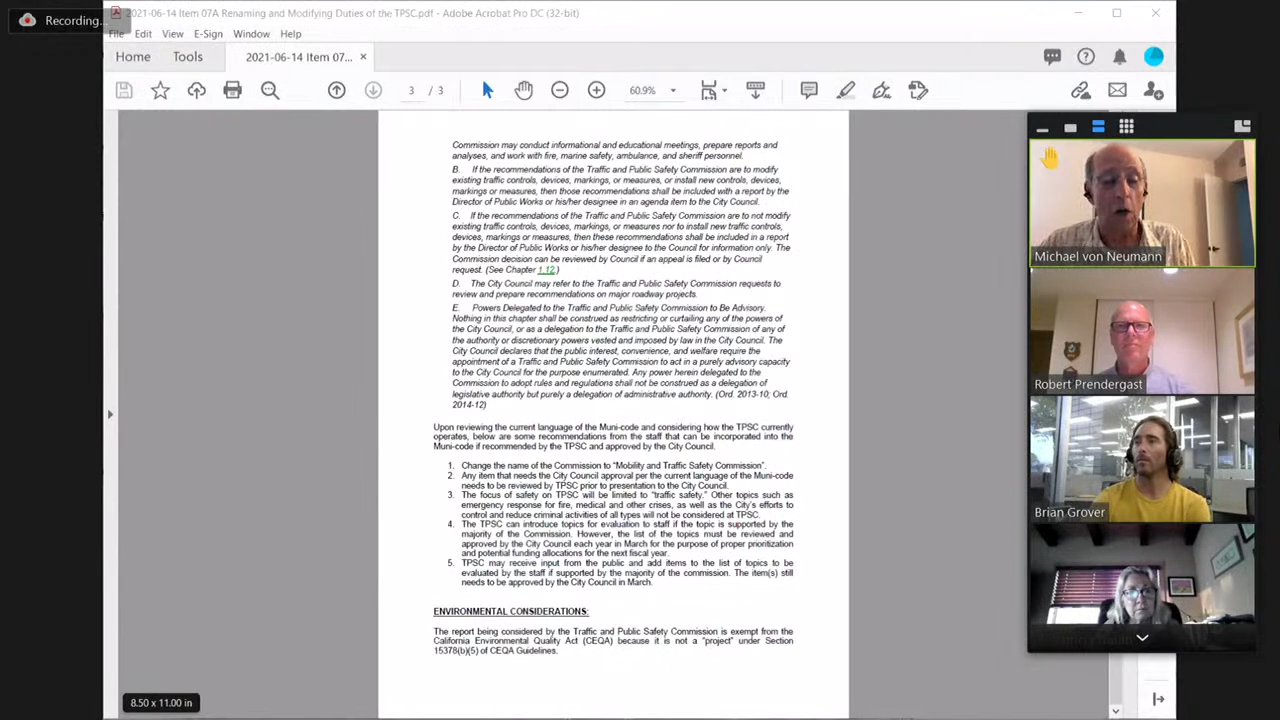 Recording...
2021-06-14 Item 07A Renaming and Modifying Duties of the TPSC.pdf - Adobe Acrobat Pro DC (32-bit)
File Edit View E-Sign Window Help
Home Tools 2021-06-14 Item 07... ×
3 / 3 60.9%
Commission may conduct informational and educational meetings, prepare reports and
analyses, and work with fire, marine safety, ambulance, and sheriff personnel.
B. If the recommendations of the Traffic and Public Safety Commission are to modify
existing traffic controls, devices, markings, or measures, or install new controls, devices,
markings or measures, then those recommendations shall be included with a report by the
Director of Public Works or his/her designee in an agenda item to the City Council.
C. If the recommendations of the Traffic and Public Safety Commission are to not modify
existing traffic controls, devices, markings, or measures nor to install new traffic controls,
devices, markings or measures, then these recommendations shall be included in a report
by the Director of Public Works or his/her designee to the Council for information only. The
Commission decision can be reviewed by Council if an appeal is filed or by Council
request. (See Chapter 1.12.)
D. The City Council may refer to the Traffic and Public Safety Commission requests to
review and prepare recommendations on major roadway projects.
E. Powers Delegated to the Traffic and Public Safety Commission to Be Advisory.
Nothing in this chapter shall be construed as restricting or curtailing any of the powers of
the City Council, or as a delegation to the Traffic and Public Safety Commission of any of
the authority or discretionary powers vested and imposed by law in the City Council. The
City Council declares that the public interest, convenience, and welfare require the
appointment of a Traffic and Public Safety Commission to act in a purely advisory capacity
to the City Council for the purpose enumerated. Any power herein delegated to the
Commission to adopt rules and regulations shall not be construed as a delegation of
legislative authority but purely a delegation of administrative authority. (Ord. 2013-10; Ord.
2014-12)
Upon reviewing the current language of the Muni-code and considering how the TPSC currently
operates, below are some recommendations from the staff that can be incorporated into the
Muni-code if recommended by the TPSC and approved by the City Council.
1. Change the name of the Commission to “Mobility and Traffic Safety Commission”.
2. Any item that needs the City Council approval per the current language of the Muni-code
needs to be reviewed by TPSC prior to presentation to the City Council.
3. The focus of safety on TPSC will be limited to “traffic safety.” Other topics such as
emergency response for fire, medical and other crises, as well as the City’s efforts to
control and reduce criminal activities of all types will not be considered at TPSC.
4. The TPSC can introduce topics for evaluation to staff if the topic is supported by the
majority of the Commission. However, the list of the topics must be reviewed and
approved by the City Council each year in March for the purpose of proper prioritization
and potential funding allocations for the next fiscal year.
5. TPSC may receive input from the public and add items to the list of topics to be
evaluated by the staff if supported by the majority of the commission. The item(s) still
needs to be approved by the City Council in March.
ENVIRONMENTAL CONSIDERATIONS:
The report being considered by the Traffic and Public Safety Commission is exempt from the
California Environmental Quality Act (CEQA) because it is not a “project” under Section
15378(b)(5) of CEQA Guidelines.
8.50 x 11.00 in
Michael von Neumann
Robert Prendergast
Brian Grover